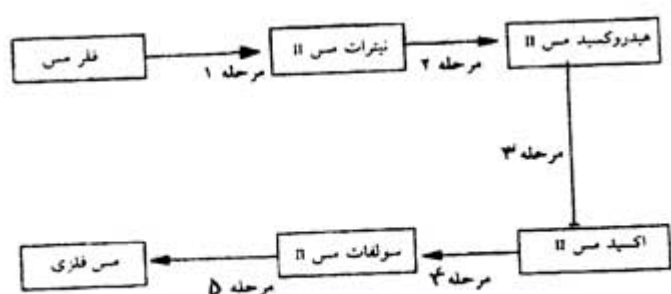 فلز مس
مرحله ۱
نیترات مس II
مرحله ۲
هیدروکسید مس II
مرحله ۳
اکسید مس II
مرحله ۴
سولفات مس II
مرحله ۵
مس فلزی